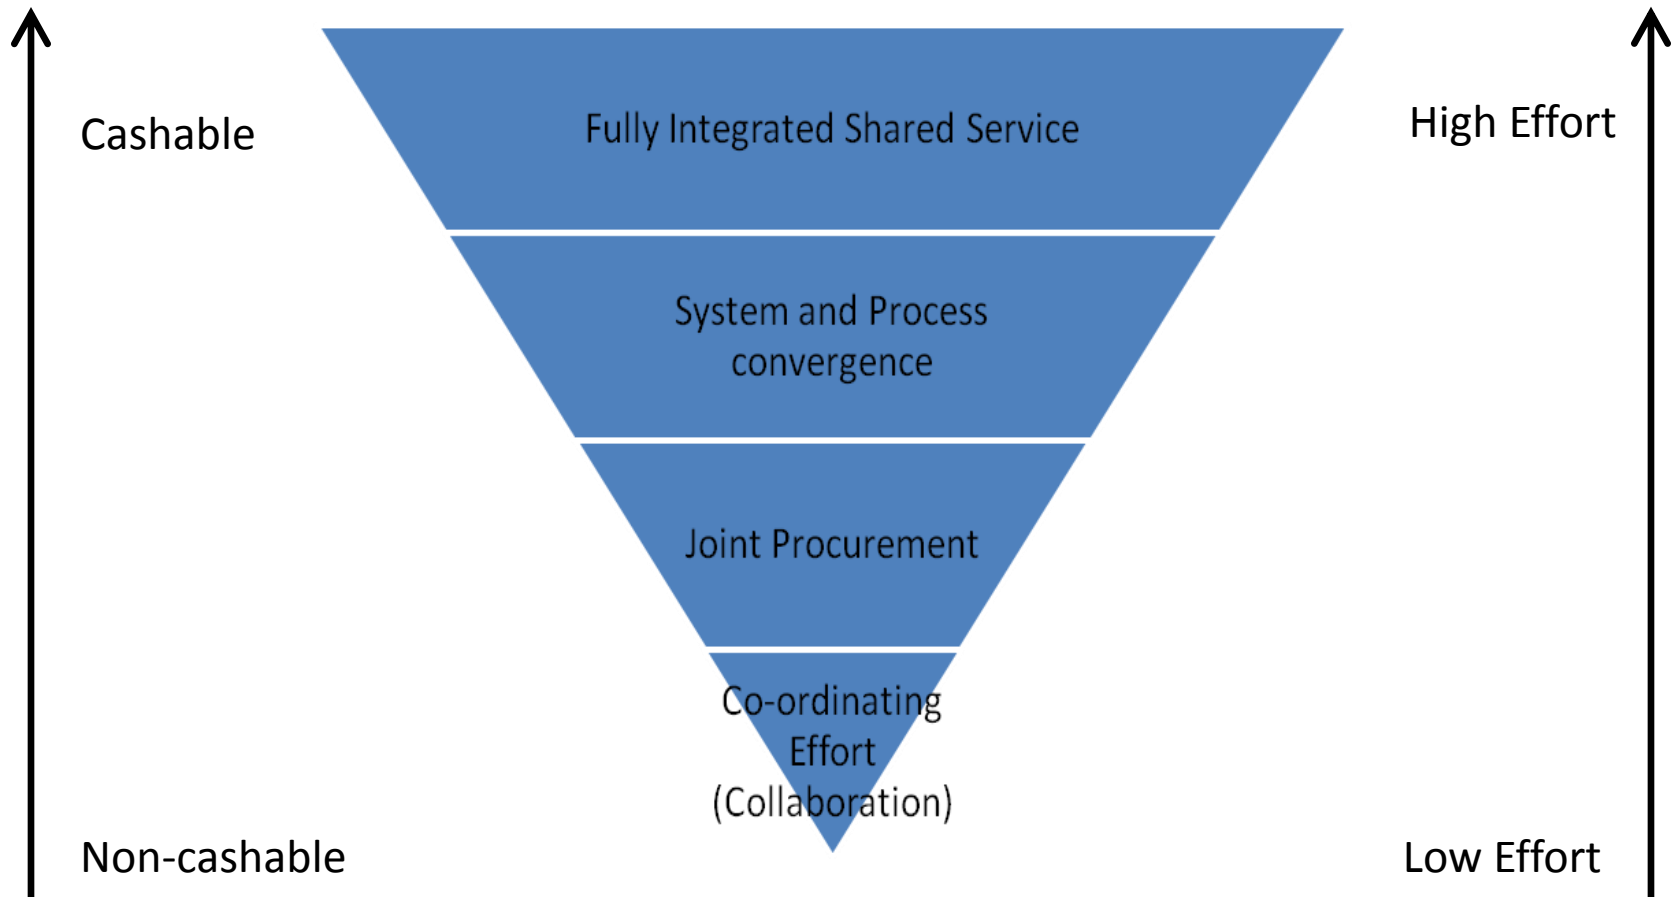 Cashable
Fully Integrated Shared Service
High Effort
System and Process
convergence
Joint Procurement
Co-ordinating
Effort
(Collaboration)
Non-cashable
Low Effort